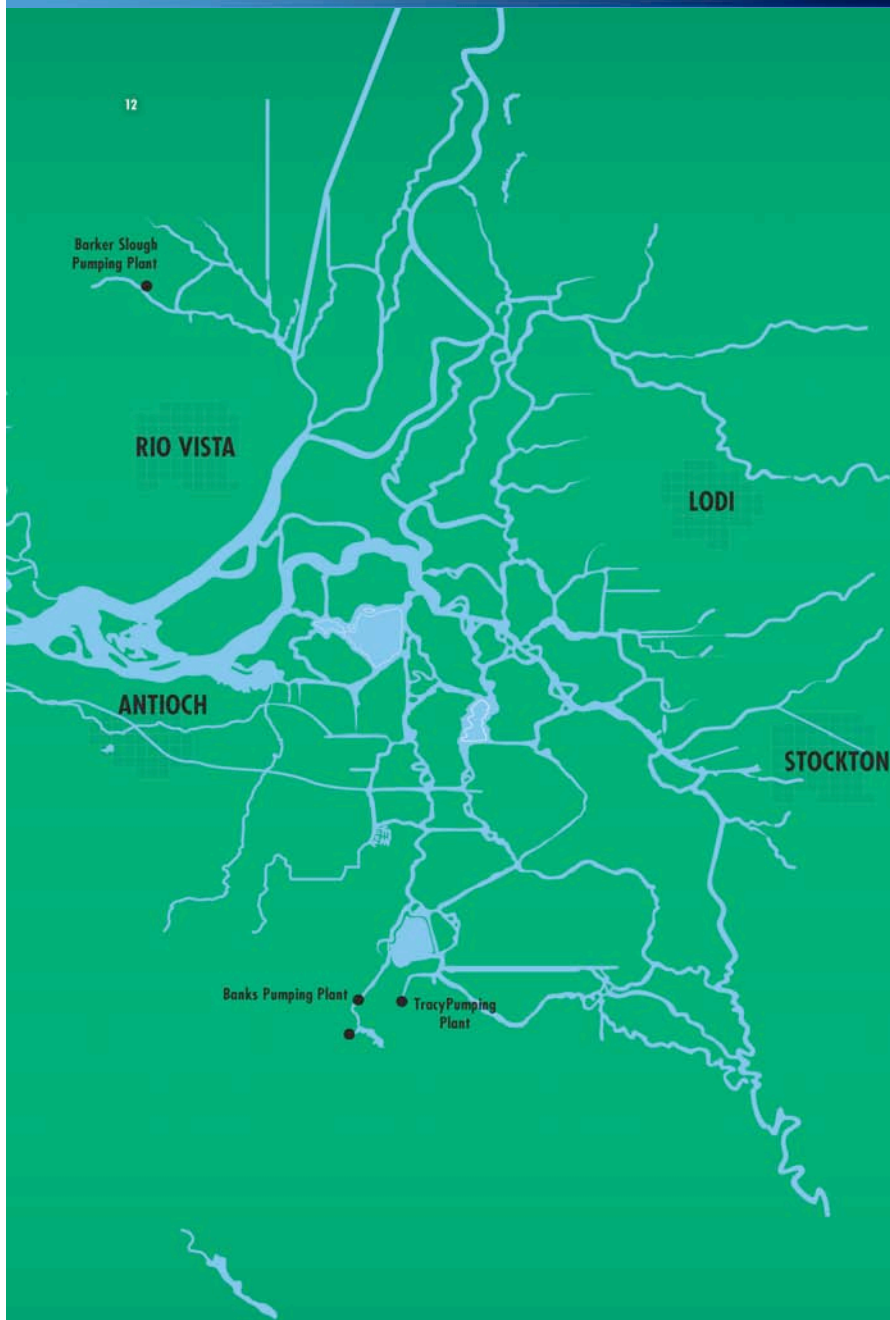 12
Barker Slough
Pumping Plant
RIO VISTA
LODI
ANTIOCH
STOCKTON
Banks Pumping Plant
TracyPumping
Plant